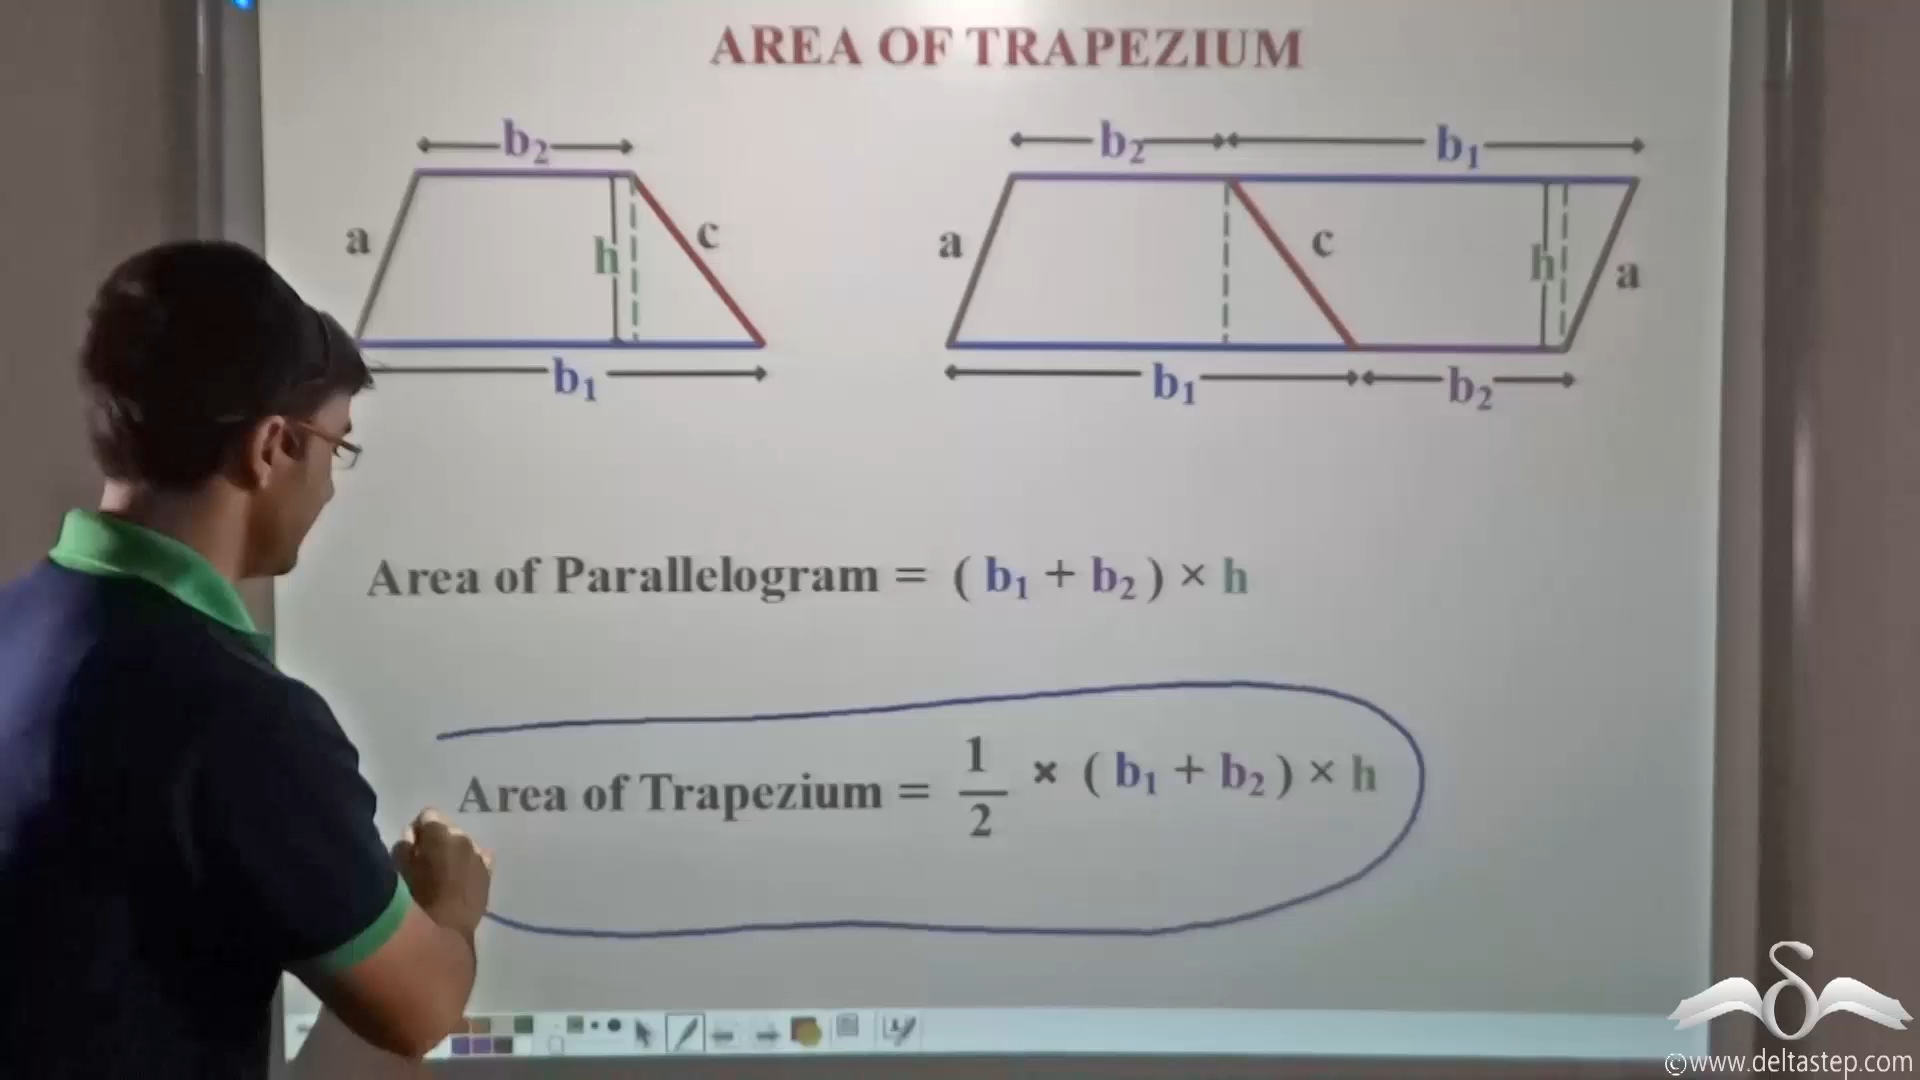 AREA OF TRAPEZIUM
b₂
a
h
c
b₁
b₂ b₁
a
c
h
a
b₁ b₂
Area of Parallelogram = ( b₁ + b₂ ) × h
Area of Trapezium = 1/2 × ( b₁ + b₂ ) × h
©www.deltastep.com